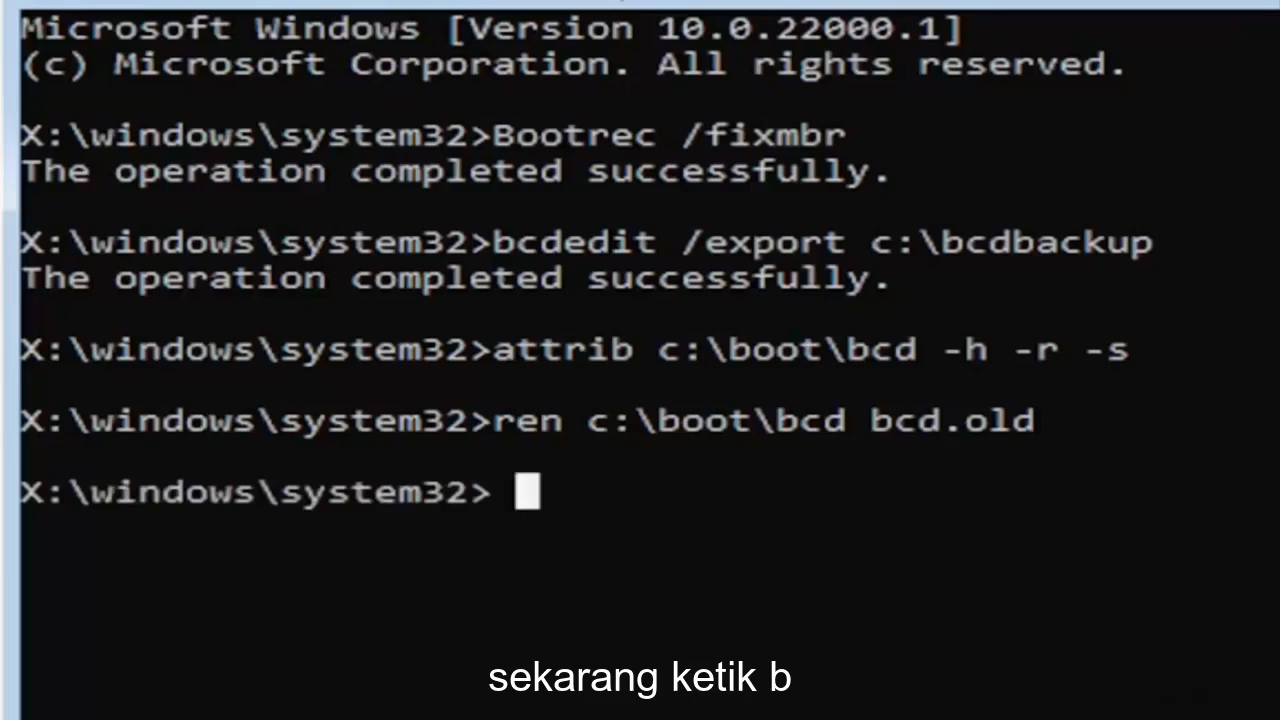 Microsoft Windows [Version 10.0.22000.1]
(c) Microsoft Corporation. All rights reserved.
X:\windows\system32>Bootrec /fixmbr
The operation completed successfully.
X:\windows\system32>bcdedit /export c:\bcdbackup
The operation completed successfully.
X:\windows\system32>attrib c:\boot\bcd -h -r -s
X:\windows\system32>ren c:\boot\bcd bcd.old
X:\windows\system32>
sekarang ketik b